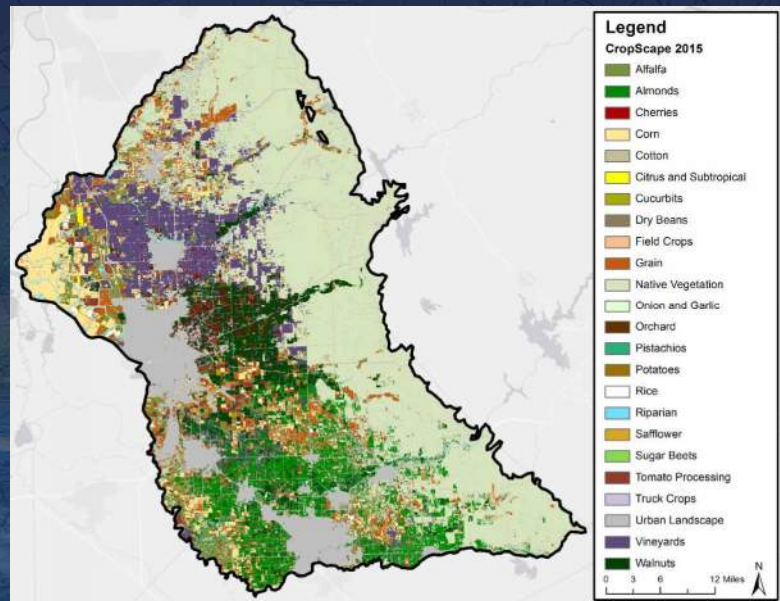 Legend
CropScape 2015
Alfalfa
Almonds
Cherries
Corn
Cotton
Citrus and Subtropical
Cucurbits
Dry Beans
Field Crops
Grain
Native Vegetation
Onion and Garlic
Orchard
Pistachios
Potatoes
Rice
Riparian
Safflower
Sugar Beets
Tomato Processing
Truck Crops
Urban Landscape
Vineyards
Walnuts
0 3 6 12 Miles
N